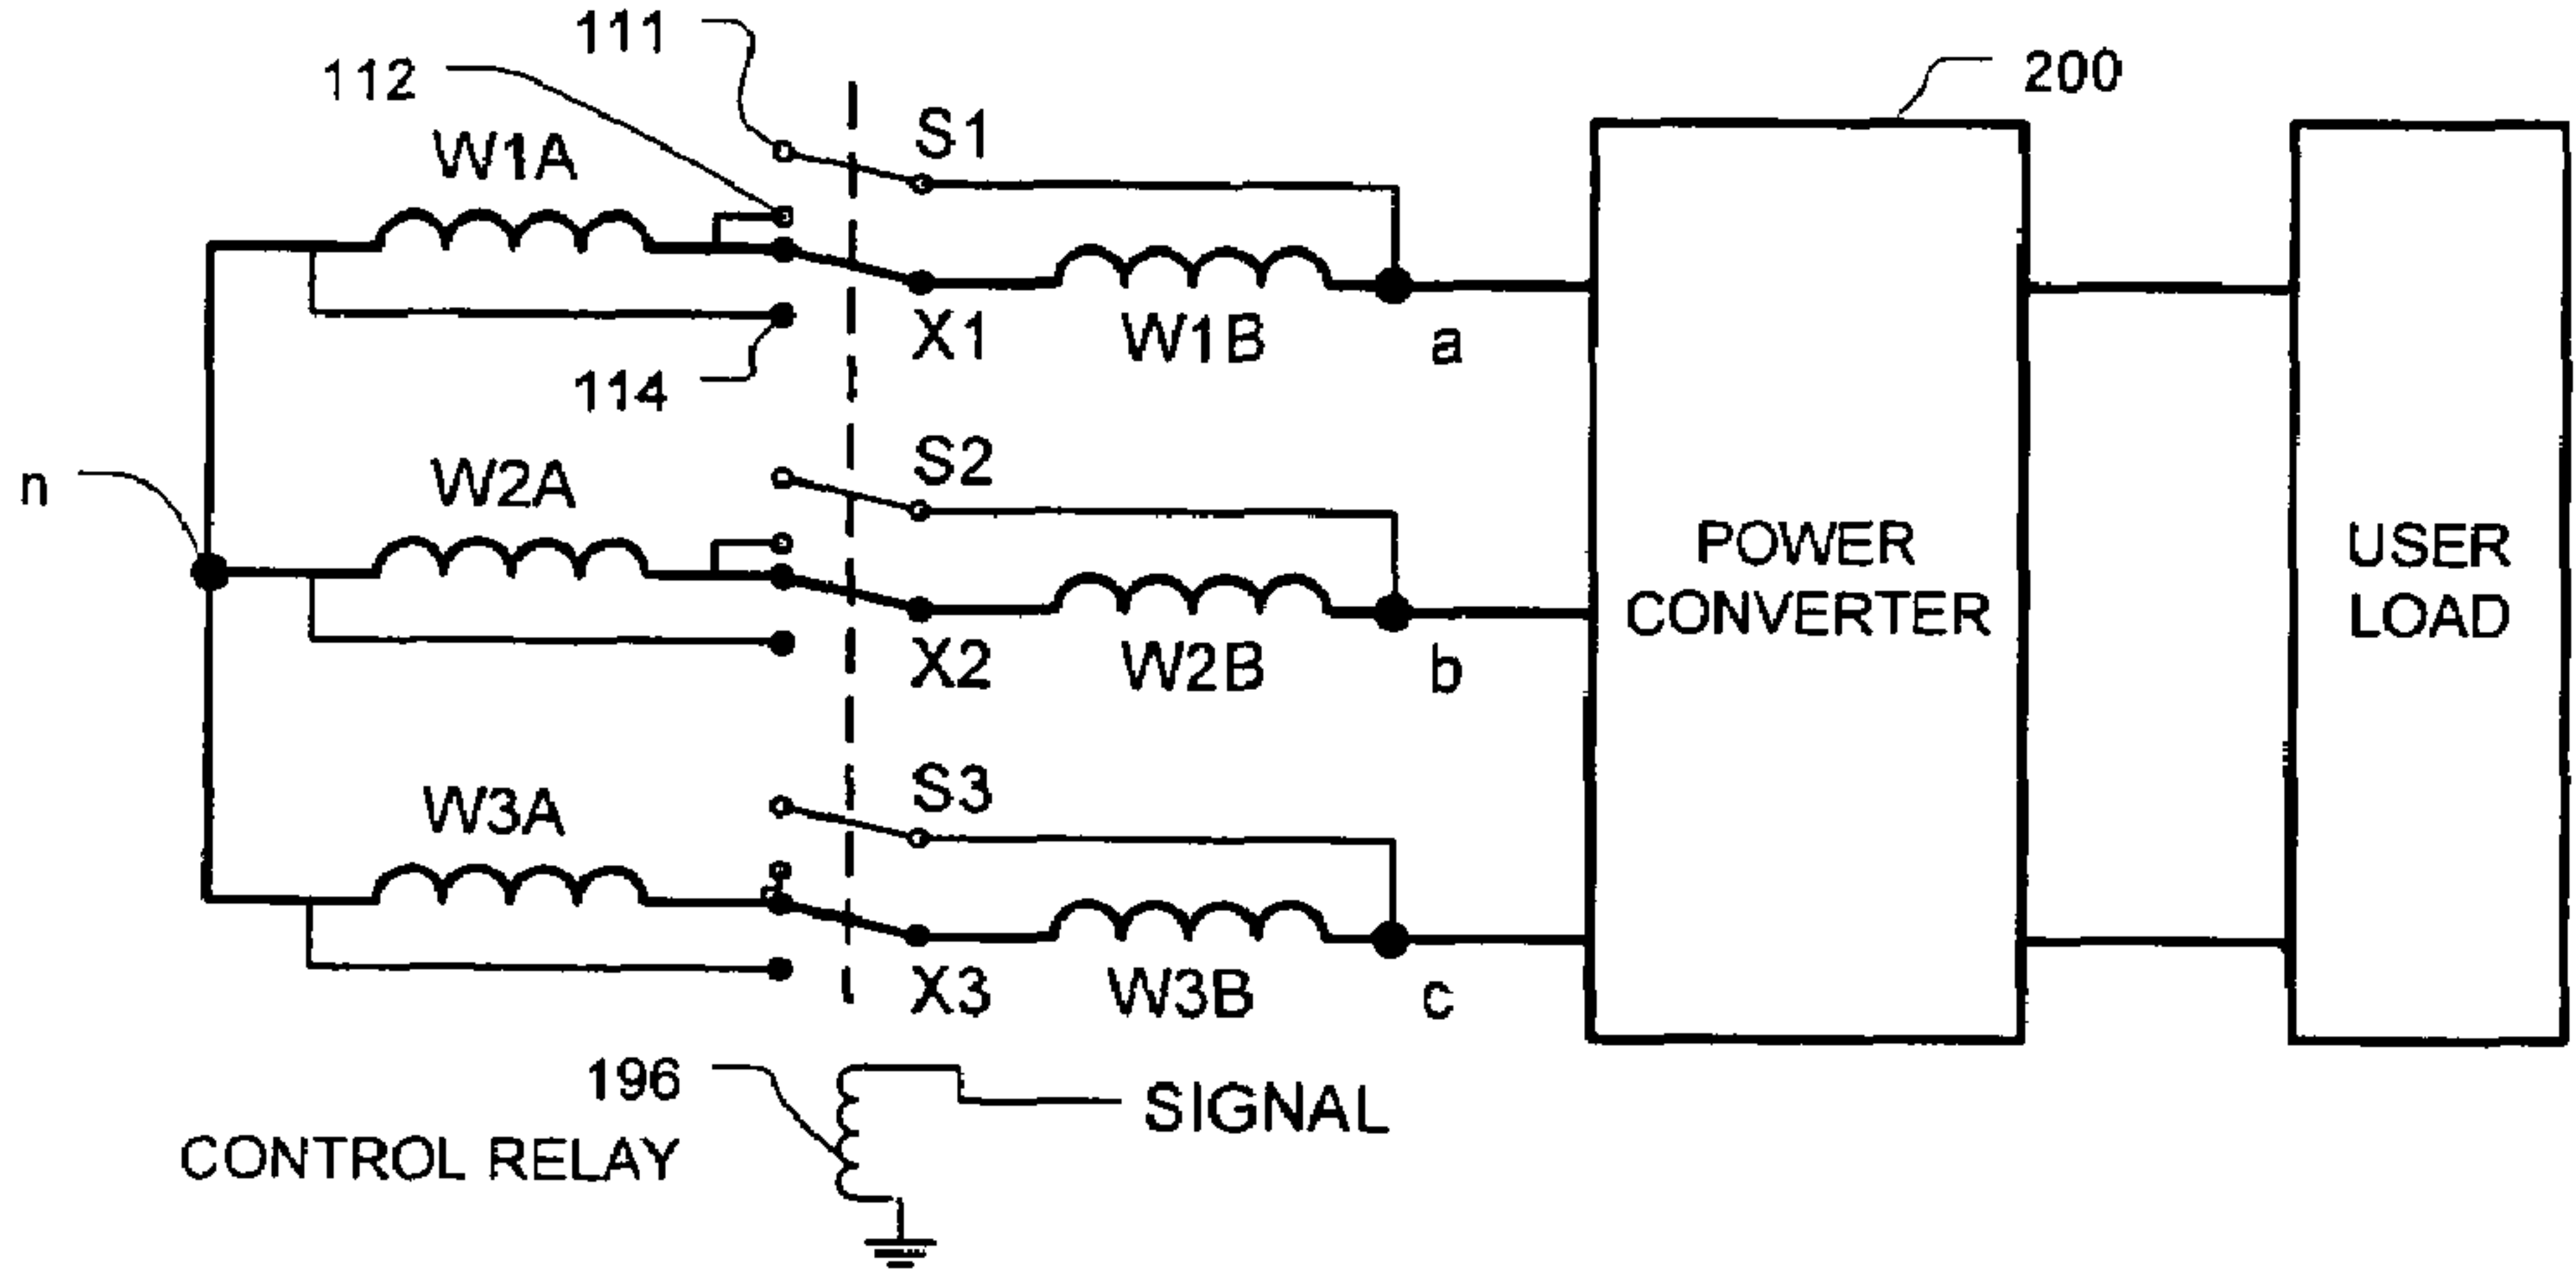 111
112
200
W1A
S1
X1
W1B
a
114
n
W2A
S2
X2
W2B
b
POWER
CONVERTER
USER
LOAD
W3A
S3
X3
W3B
c
196
SIGNAL
CONTROL RELAY